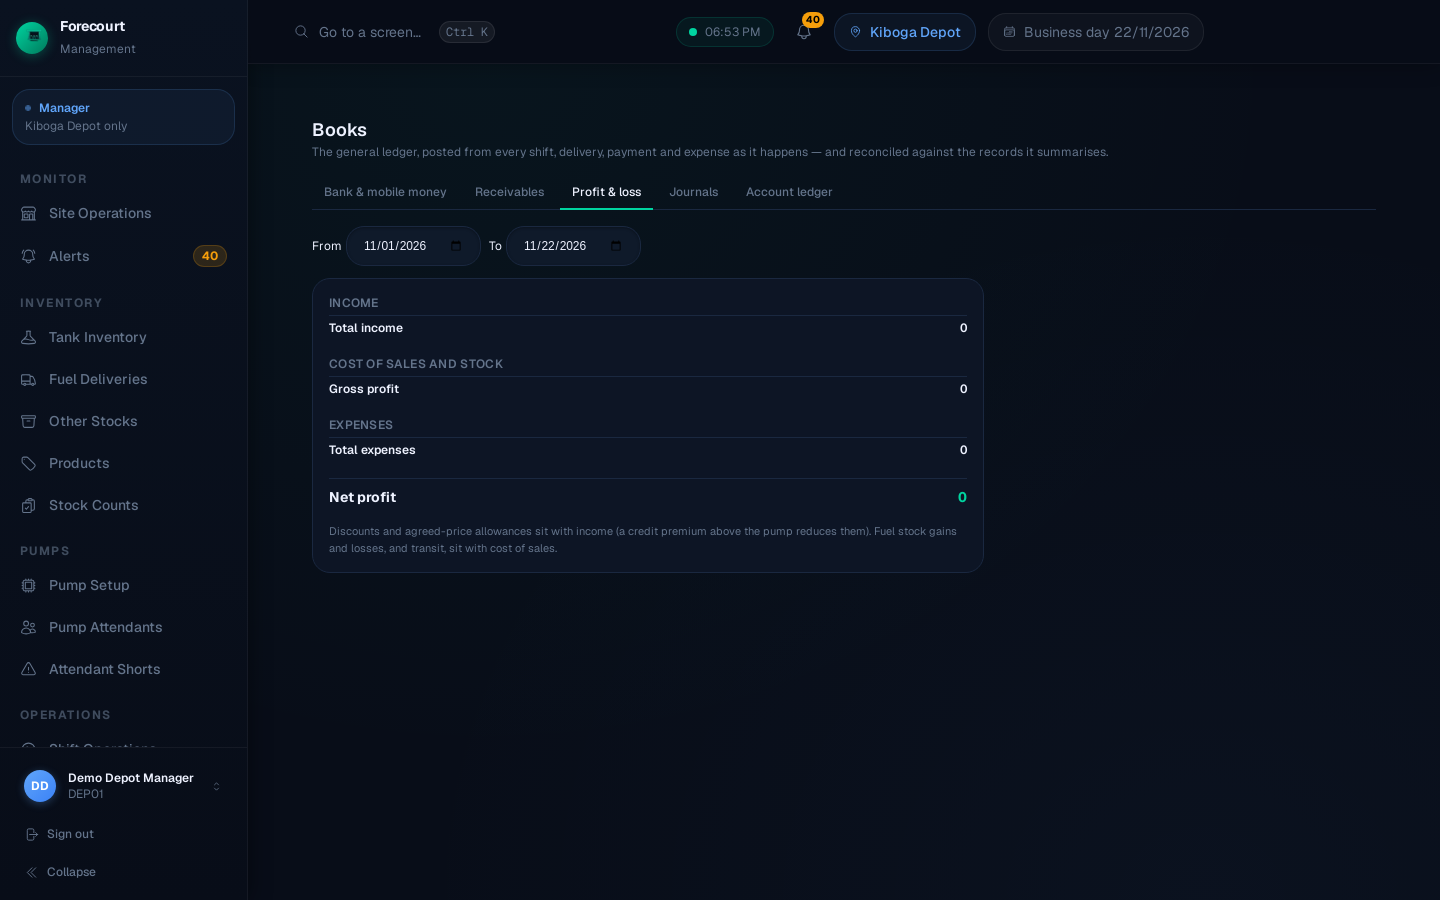 Forecourt
Management
Go to a screen...
Ctrl K
06:53 PM
40
Kiboga Depot
Business day 22/11/2026
Manager
Kiboga Depot only
MONITOR
Site Operations
Alerts
40
INVENTORY
Tank Inventory
Fuel Deliveries
Other Stocks
Products
Stock Counts
PUMPS
Pump Setup
Pump Attendants
Attendant Shorts
OPERATIONS
Shift Operations
DD
Demo Depot Manager
DEP01
Sign out
Collapse
Books
The general ledger, posted from every shift, delivery, payment and expense as it happens — and reconciled against the records it summarises.
Bank & mobile money
Receivables
Profit & loss
Journals
Account ledger
From 11/01/2026 To 11/22/2026
INCOME
Total income 0
COST OF SALES AND STOCK
Gross profit 0
EXPENSES
Total expenses 0
Net profit 0
Discounts and agreed-price allowances sit with income (a credit premium above the pump reduces them). Fuel stock gains
and losses, and transit, sit with cost of sales.